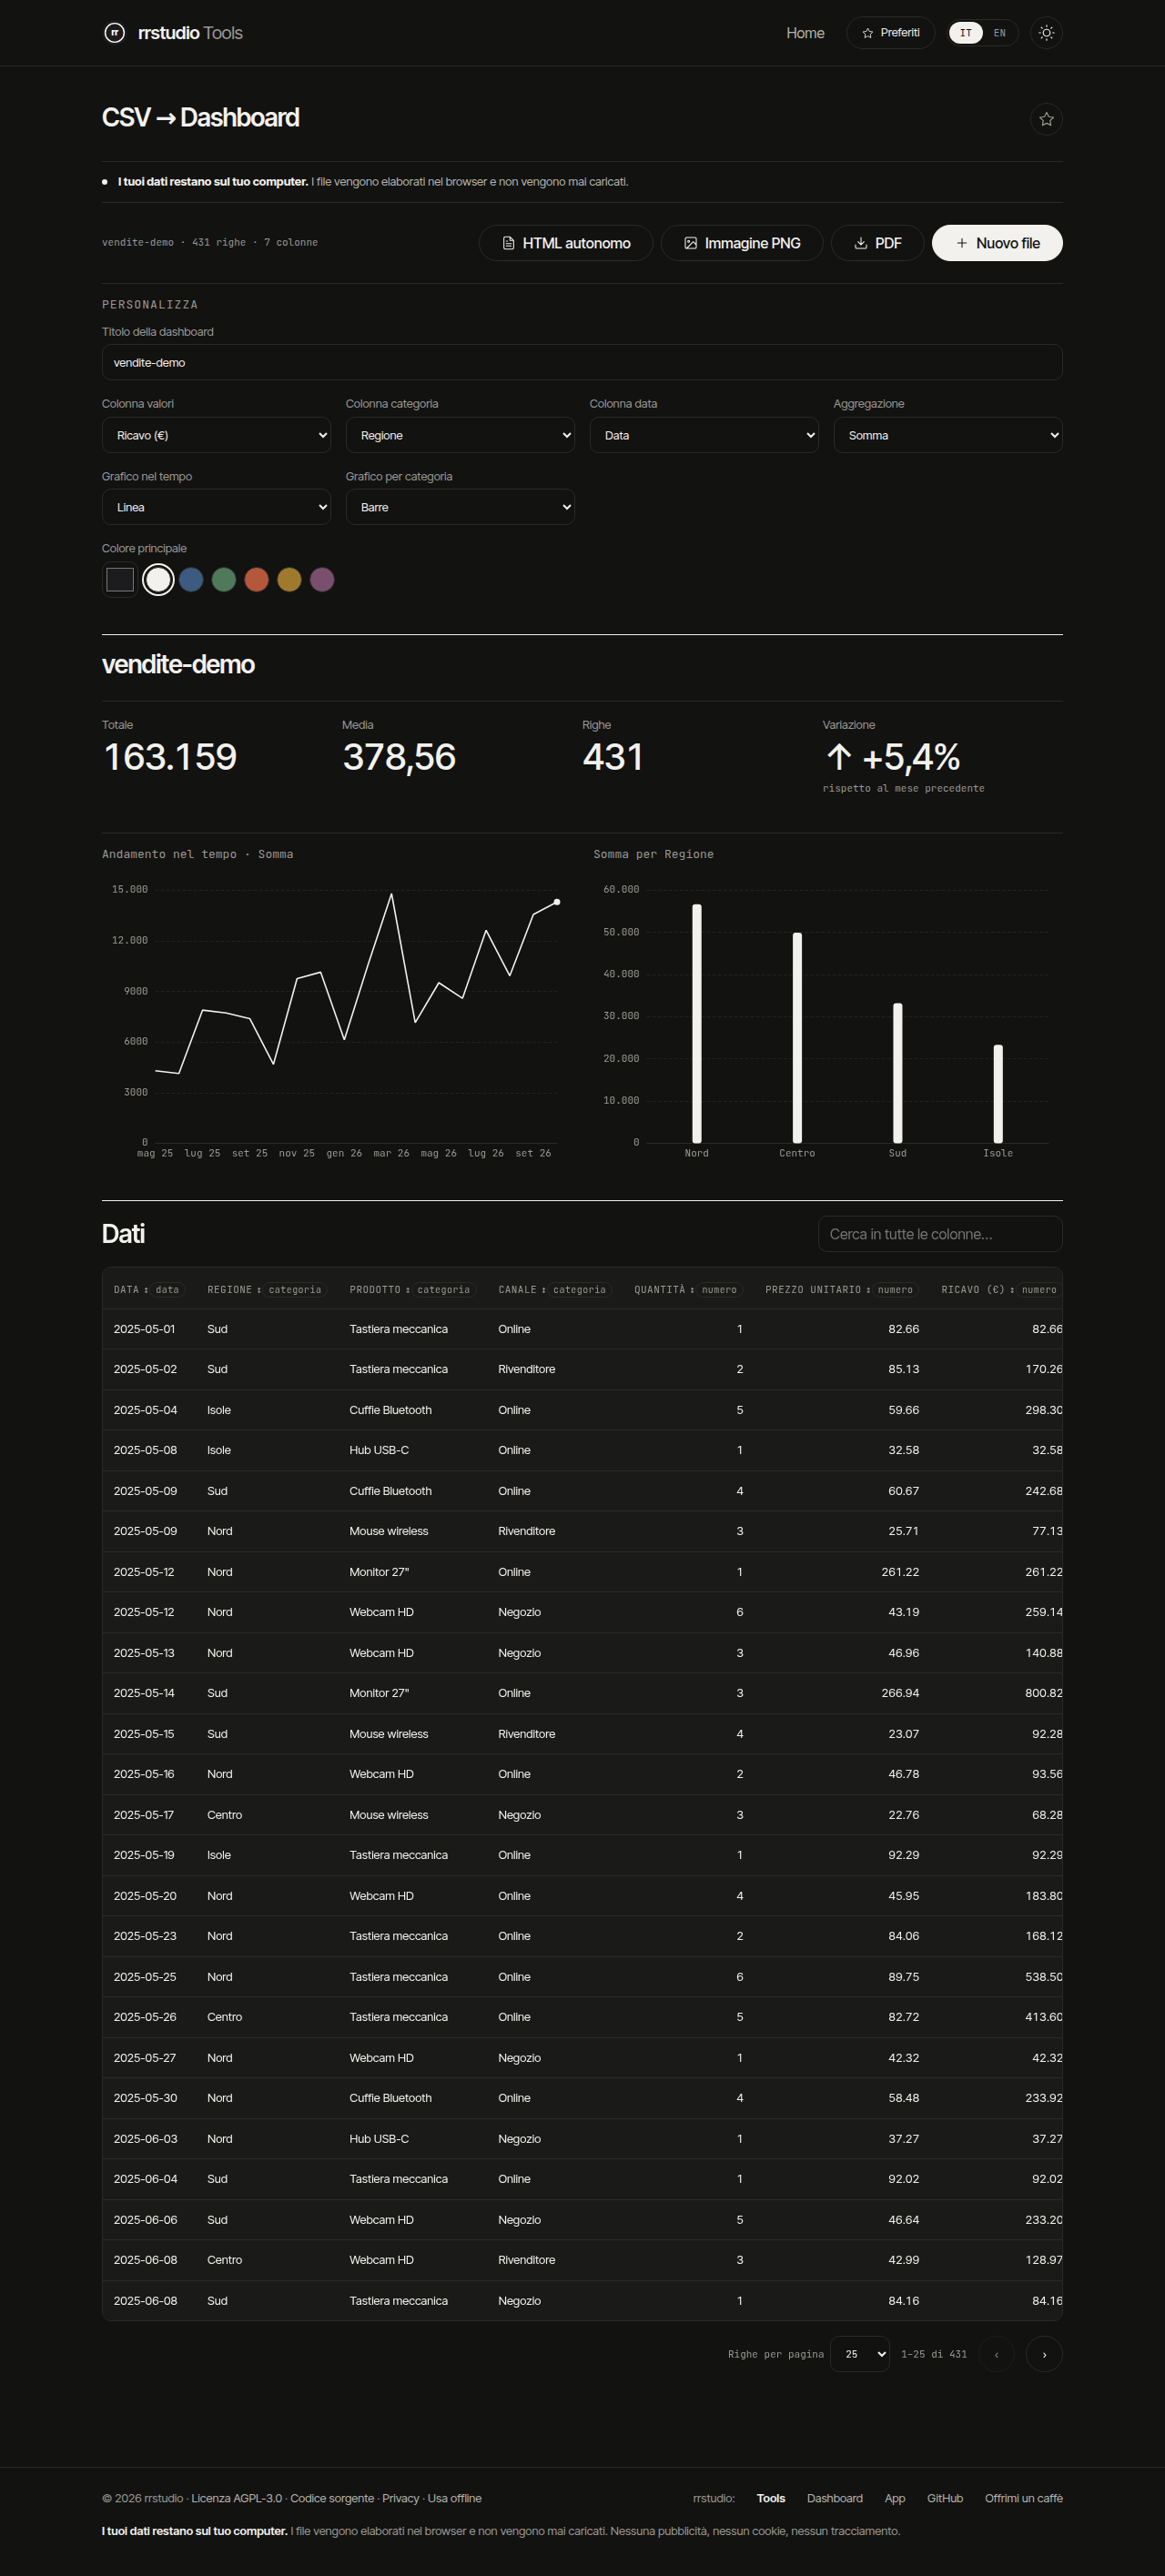 rr rrstudio Tools Home Preferiti IT EN
CSV → Dashboard
I tuoi dati restano sul tuo computer. I file vengono elaborati nel browser e non vengono mai caricati.
vendite-demo · 431 righe · 7 colonne HTML autonomo Immagine PNG PDF + Nuovo file
PERSONALIZZA
Titolo della dashboard
vendite-demo
Colonna valori Colonna categoria Colonna data Aggregazione
Ricavo (€) Regione Data Somma
Grafico nel tempo Grafico per categoria
Linea Barre
Colore principale
vendite-demo
Totale Media Righe Variazione
163.159 378,56 431 ↑ +5,4%
rispetto al mese precedente
Andamento nel tempo · Somma
15.000
12.000
9000
6000
3000
0
mag 25 lug 25 set 25 nov 25 gen 26 mar 26 mag 26 lug 26 set 26
Somma per Regione
60.000
50.000
40.000
30.000
20.000
10.000
0
Nord Centro Sud Isole
Dati Cerca in tutte le colonne...
DATA ↕ data REGIONE ↕ categoria PRODOTTO ↕ categoria CANALE ↕ categoria QUANTITÀ ↕ numero PREZZO UNITARIO ↕ numero RICAVO (€) ↕ numero
2025-05-01 Sud Tastiera meccanica Online 1 82.66 82.66
2025-05-02 Sud Tastiera meccanica Rivenditore 2 85.13 170.26
2025-05-04 Isole Cuffie Bluetooth Online 5 59.66 298.30
2025-05-08 Isole Hub USB-C Online 1 32.58 32.58
2025-05-09 Sud Cuffie Bluetooth Online 4 60.67 242.68
2025-05-09 Nord Mouse wireless Rivenditore 3 25.71 77.13
2025-05-12 Nord Monitor 27" Online 1 261.22 261.22
2025-05-12 Nord Webcam HD Negozio 6 43.19 259.14
2025-05-13 Nord Webcam HD Negozio 3 46.96 140.88
2025-05-14 Sud Monitor 27" Online 3 266.94 800.82
2025-05-15 Sud Mouse wireless Rivenditore 4 23.07 92.28
2025-05-16 Nord Webcam HD Online 2 46.78 93.56
2025-05-17 Centro Mouse wireless Negozio 3 22.76 68.28
2025-05-19 Isole Tastiera meccanica Online 1 92.29 92.29
2025-05-20 Nord Webcam HD Online 4 45.95 183.80
2025-05-23 Nord Tastiera meccanica Online 2 84.06 168.12
2025-05-25 Nord Tastiera meccanica Online 6 89.75 538.50
2025-05-26 Centro Tastiera meccanica Online 5 82.72 413.60
2025-05-27 Nord Webcam HD Negozio 1 42.32 42.32
2025-05-30 Nord Cuffie Bluetooth Online 4 58.48 233.92
2025-06-03 Nord Hub USB-C Negozio 1 37.27 37.27
2025-06-04 Sud Tastiera meccanica Online 1 92.02 92.02
2025-06-06 Sud Webcam HD Negozio 5 46.64 233.20
2025-06-08 Centro Webcam HD Rivenditore 3 42.99 128.97
2025-06-08 Sud Tastiera meccanica Negozio 1 84.16 84.16
Righe per pagina 25 1–25 di 431 ‹ ›
© 2026 rrstudio · Licenza AGPL-3.0 · Codice sorgente · Privacy · Usa offline rrstudio: Tools Dashboard App GitHub Offrimi un caffè
I tuoi dati restano sul tuo computer. I file vengono elaborati nel browser e non vengono mai caricati. Nessuna pubblicità, nessun cookie, nessun tracciamento.